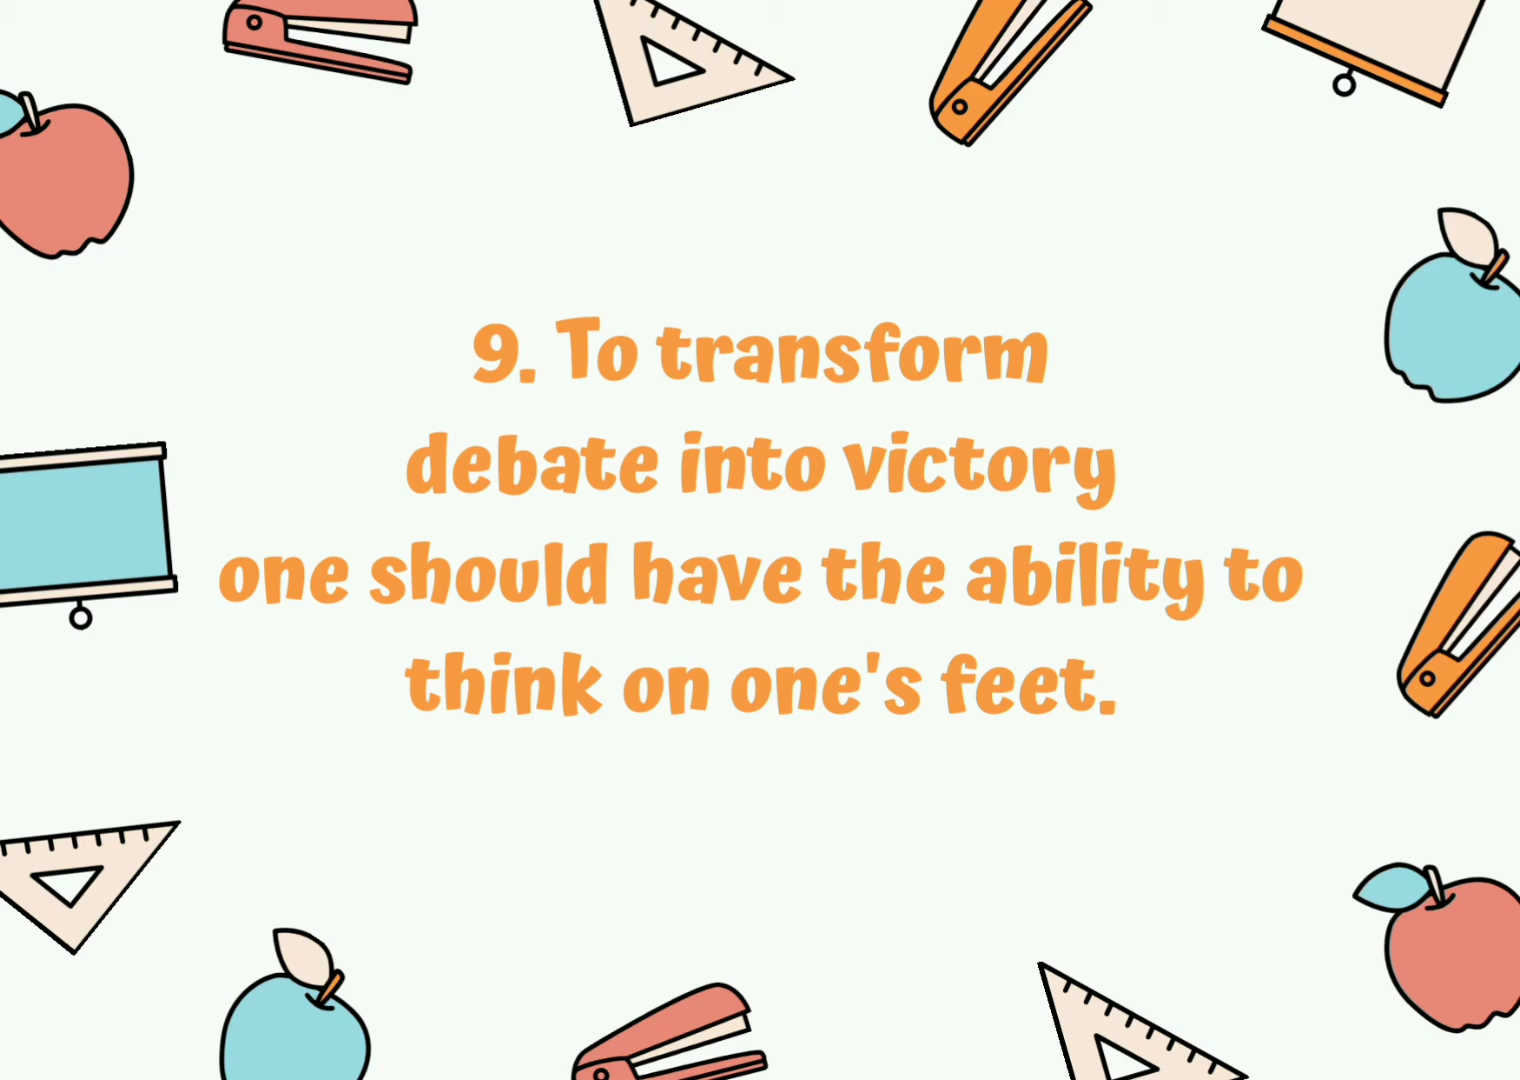 9. To transform
debate into victory
one should have the ability to
think on one's feet.